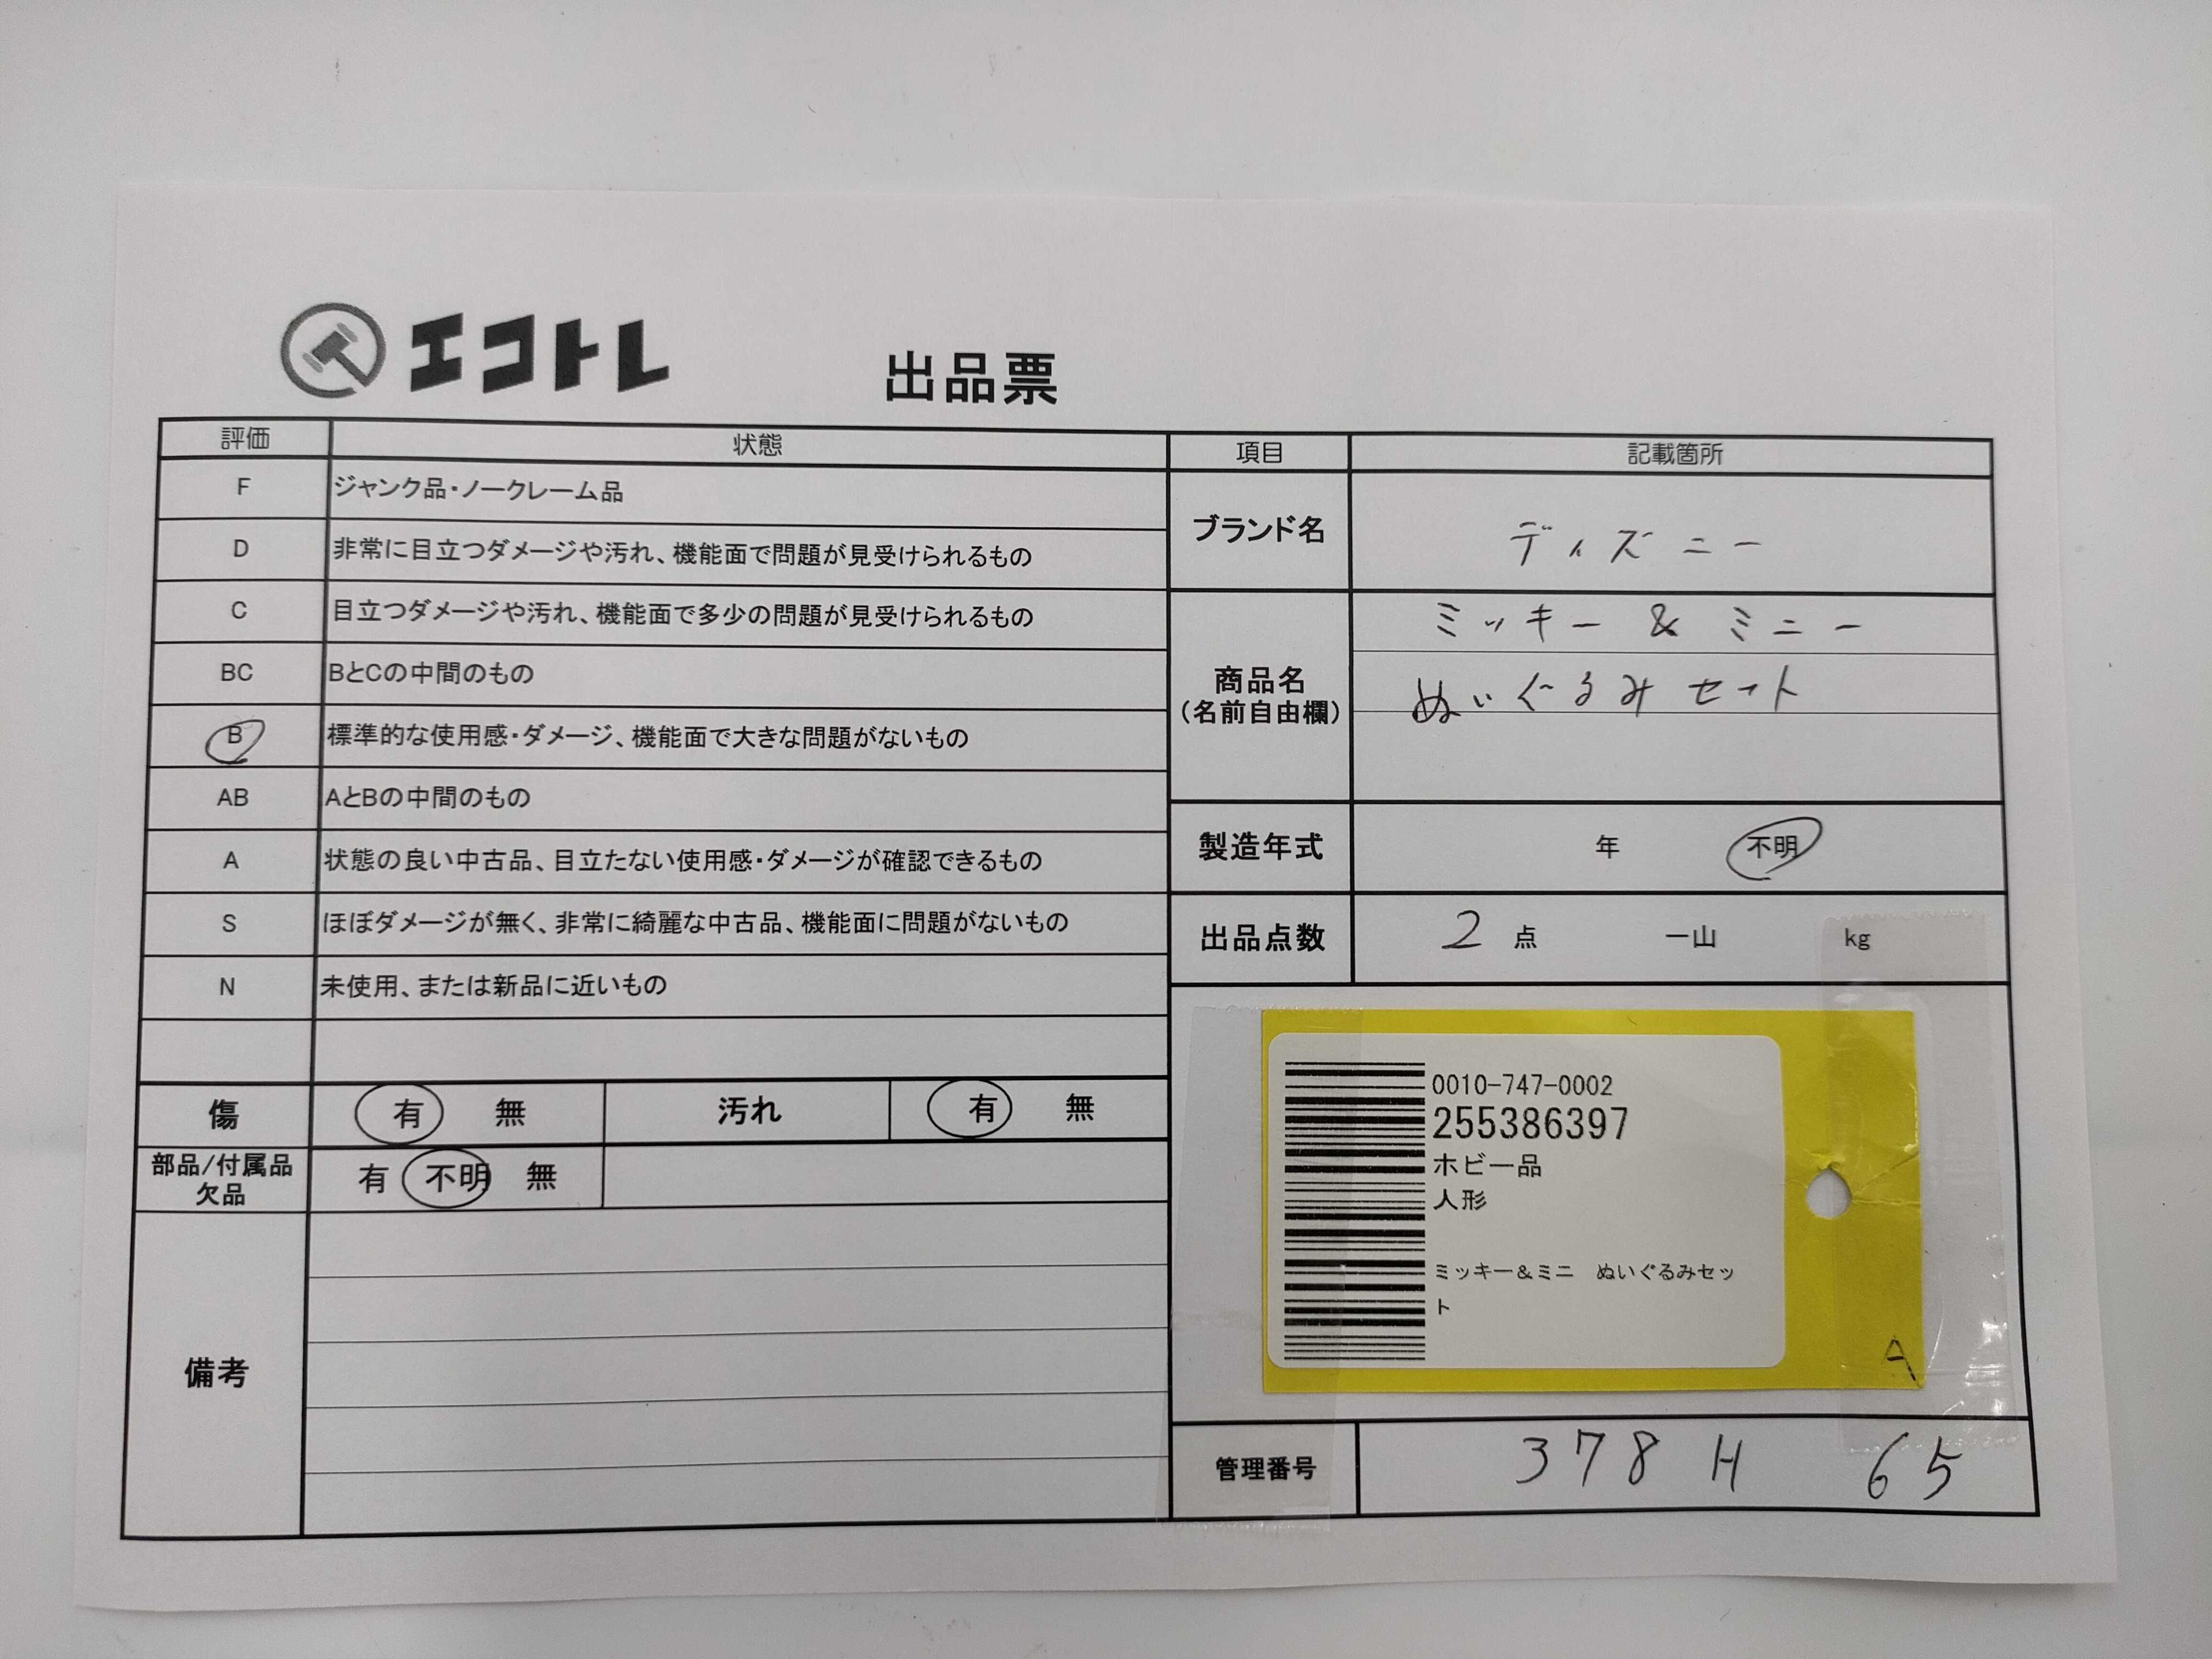 エコトレ 出品票
評価 状態
F ジャンク品・ノークレーム品
D 非常に目立つダメージや汚れ、機能面で問題が見受けられるもの
C 目立つダメージや汚れ、機能面で多少の問題が見受けられるもの
BC BとCの中間のもの
B 標準的な使用感・ダメージ、機能面で大きな問題がないもの
AB AとBの中間のもの
A 状態の良い中古品、目立たない使用感・ダメージが確認できるもの
S ほぼダメージが無く、非常に綺麗な中古品、機能面に問題がないもの
N 未使用、または新品に近いもの
傷 有 無 汚れ 有 無
部品/付属品
欠品
有 不明 無
備考
項目 記載箇所
ブランド名 ディズニー
商品名
(名前自由欄)
ミッキー & ミニー
ぬいぐるみセット
製造年式 年 不明
出品点数 2 点 一山 kg
0010-747-0002
255386397
ホビー品
人形
ミッキー&ミニ ぬいぐるみセッ
ト
A
管理番号 378 H 65